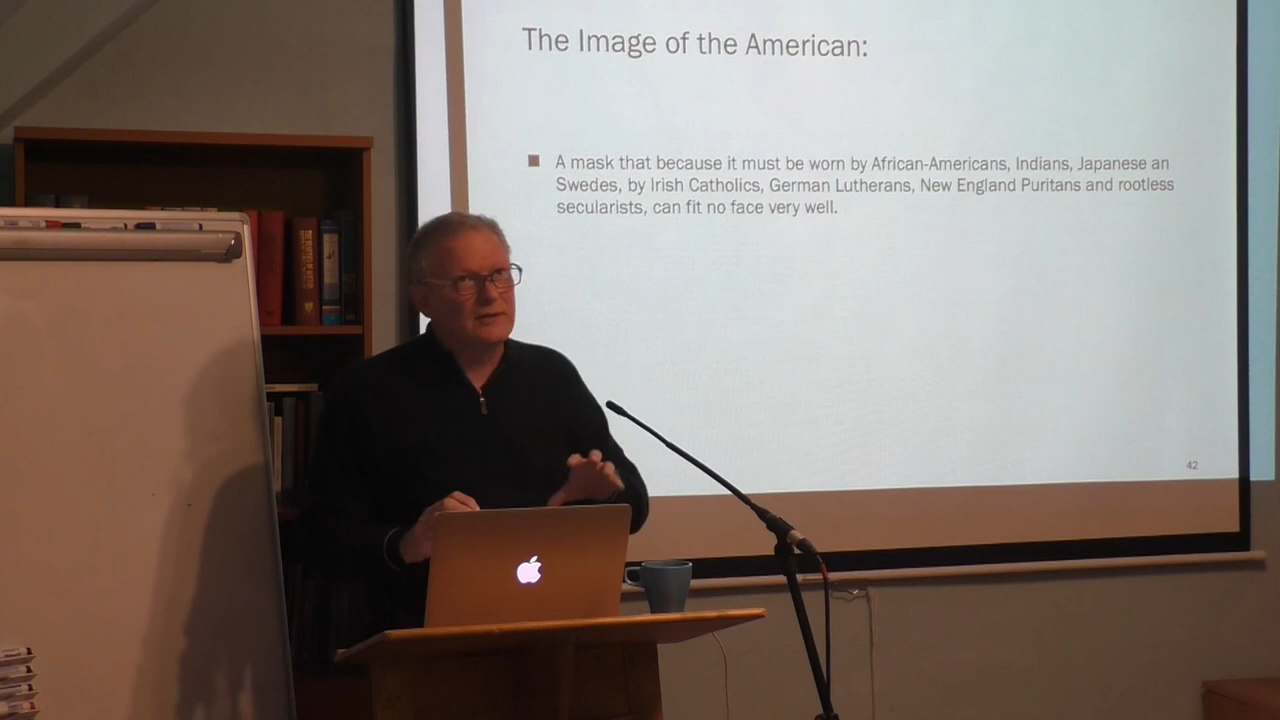 The Image of the American:
A mask that because it must be worn by African-Americans, Indians, Japanese an
Swedes, by Irish Catholics, German Lutherans, New England Puritans and rootless
secularists, can fit no face very well.
42